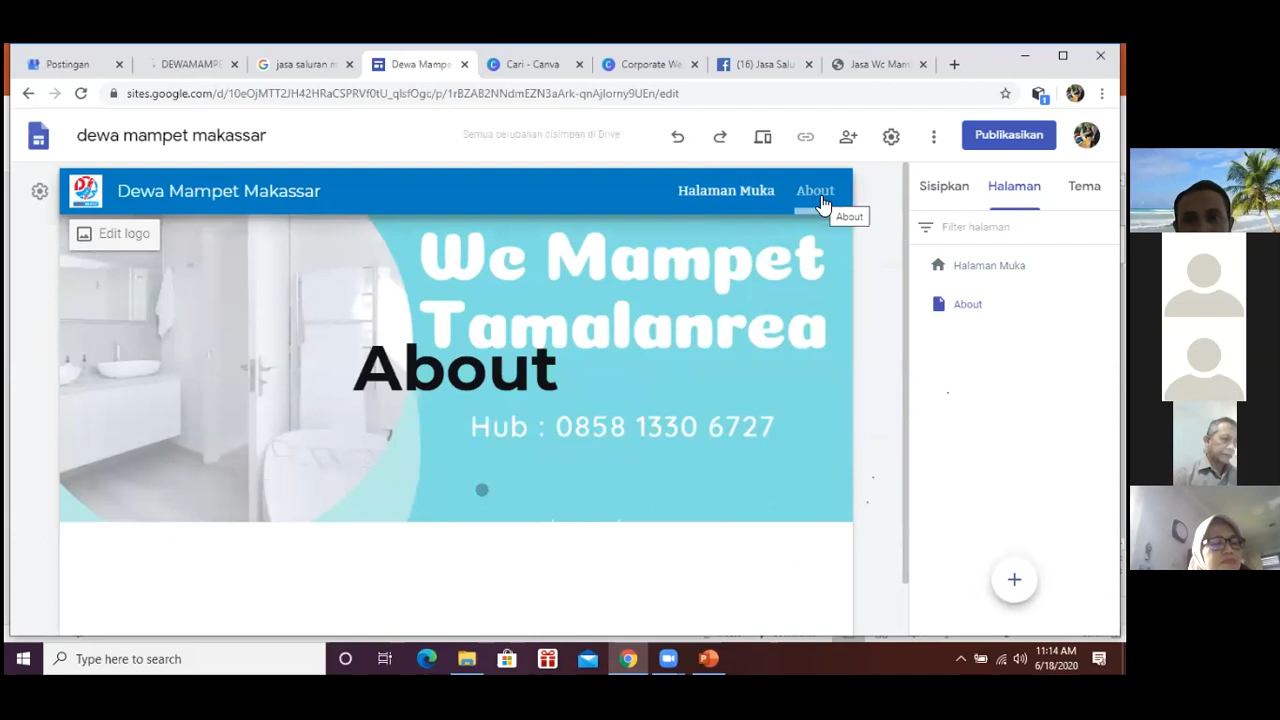 Postingan
DEWAMAMPE
jasa saluran m
Dewa Mampe
Cari - Canva
Corporate We
(16) Jasa Salu
Jasa Wc Mam
sites.google.com/d/10eOjMTT2JH42HRaCSPRVf0tU_qlsfOgc/p/1rBZAB2NNdmEZN3aArk-qnAjlorny9UEn/edit
dewa mampet makassar
Semua perubahan disimpan di Drive
Publikasikan
Dewa Mampet Makassar
Halaman Muka
About
About
Edit logo
Wc Mampet
Tamalanrea
About
Hub : 0858 1330 6727
Sisipkan
Halaman
Tema
Filter halaman
Halaman Muka
About
Type here to search
11:14 AM
6/18/2020